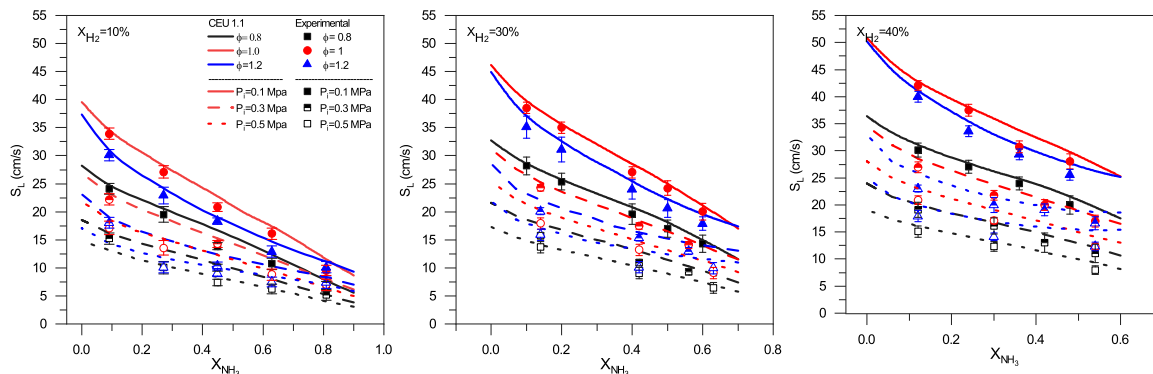 X_H2=10%
CEU 1.1 Experimental
ϕ= 0.8 ϕ= 0.8
ϕ=1.0 ϕ= 1
ϕ=1.2 ϕ=1.2
P_i=0.1 Mpa P_i=0.1 MPa
P_i=0.3 Mpa P_i=0.3 MPa
P_i=0.5 Mpa P_i=0.5 MPa
S_L (cm/s)
55
50
45
40
35
30
25
20
15
10
5
0
0.0 0.2 0.4 0.6 0.8 1.0
X_NH3
X_H2=30%
S_L (cm/s)
55
50
45
40
35
30
25
20
15
10
5
0
0.0 0.2 0.4 0.6 0.8
X_NH3
X_H2=40%
S_L (cm/s)
55
50
45
40
35
30
25
20
15
10
5
0
0.0 0.1 0.2 0.3 0.4 0.5 0.6
X_NH3